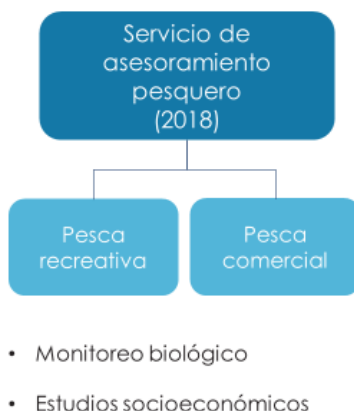 Servicio de
asesoramiento
pesquero
(2018)
Pesca
recreativa
Pesca
comercial
• Monitoreo biológico
• Estudios socioeconómicos